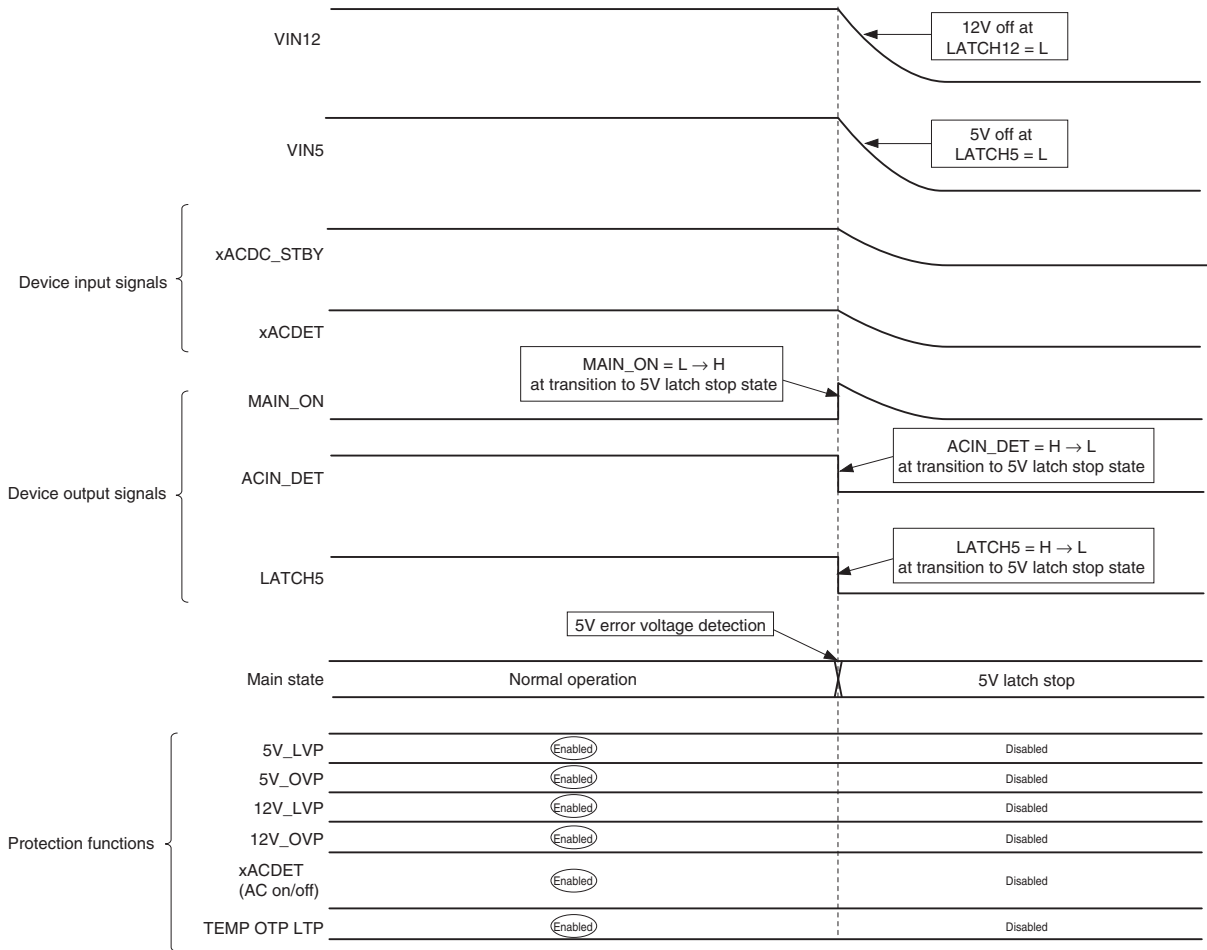 VIN12
12V off at
LATCH12 = L
VIN5
5V off at
LATCH5 = L
Device input signals
xACDC_STBY
xACDET
MAIN_ON = L → H
at transition to 5V latch stop state
Device output signals
MAIN_ON
ACIN_DET = H → L
at transition to 5V latch stop state
ACIN_DET
LATCH5 = H → L
at transition to 5V latch stop state
LATCH5
5V error voltage detection
Main state
Normal operation
5V latch stop
Protection functions
5V_LVP
Enabled
Disabled
5V_OVP
Enabled
Disabled
12V_LVP
Enabled
Disabled
12V_OVP
Enabled
Disabled
xACDET
(AC on/off)
Enabled
Disabled
TEMP OTP LTP
Enabled
Disabled